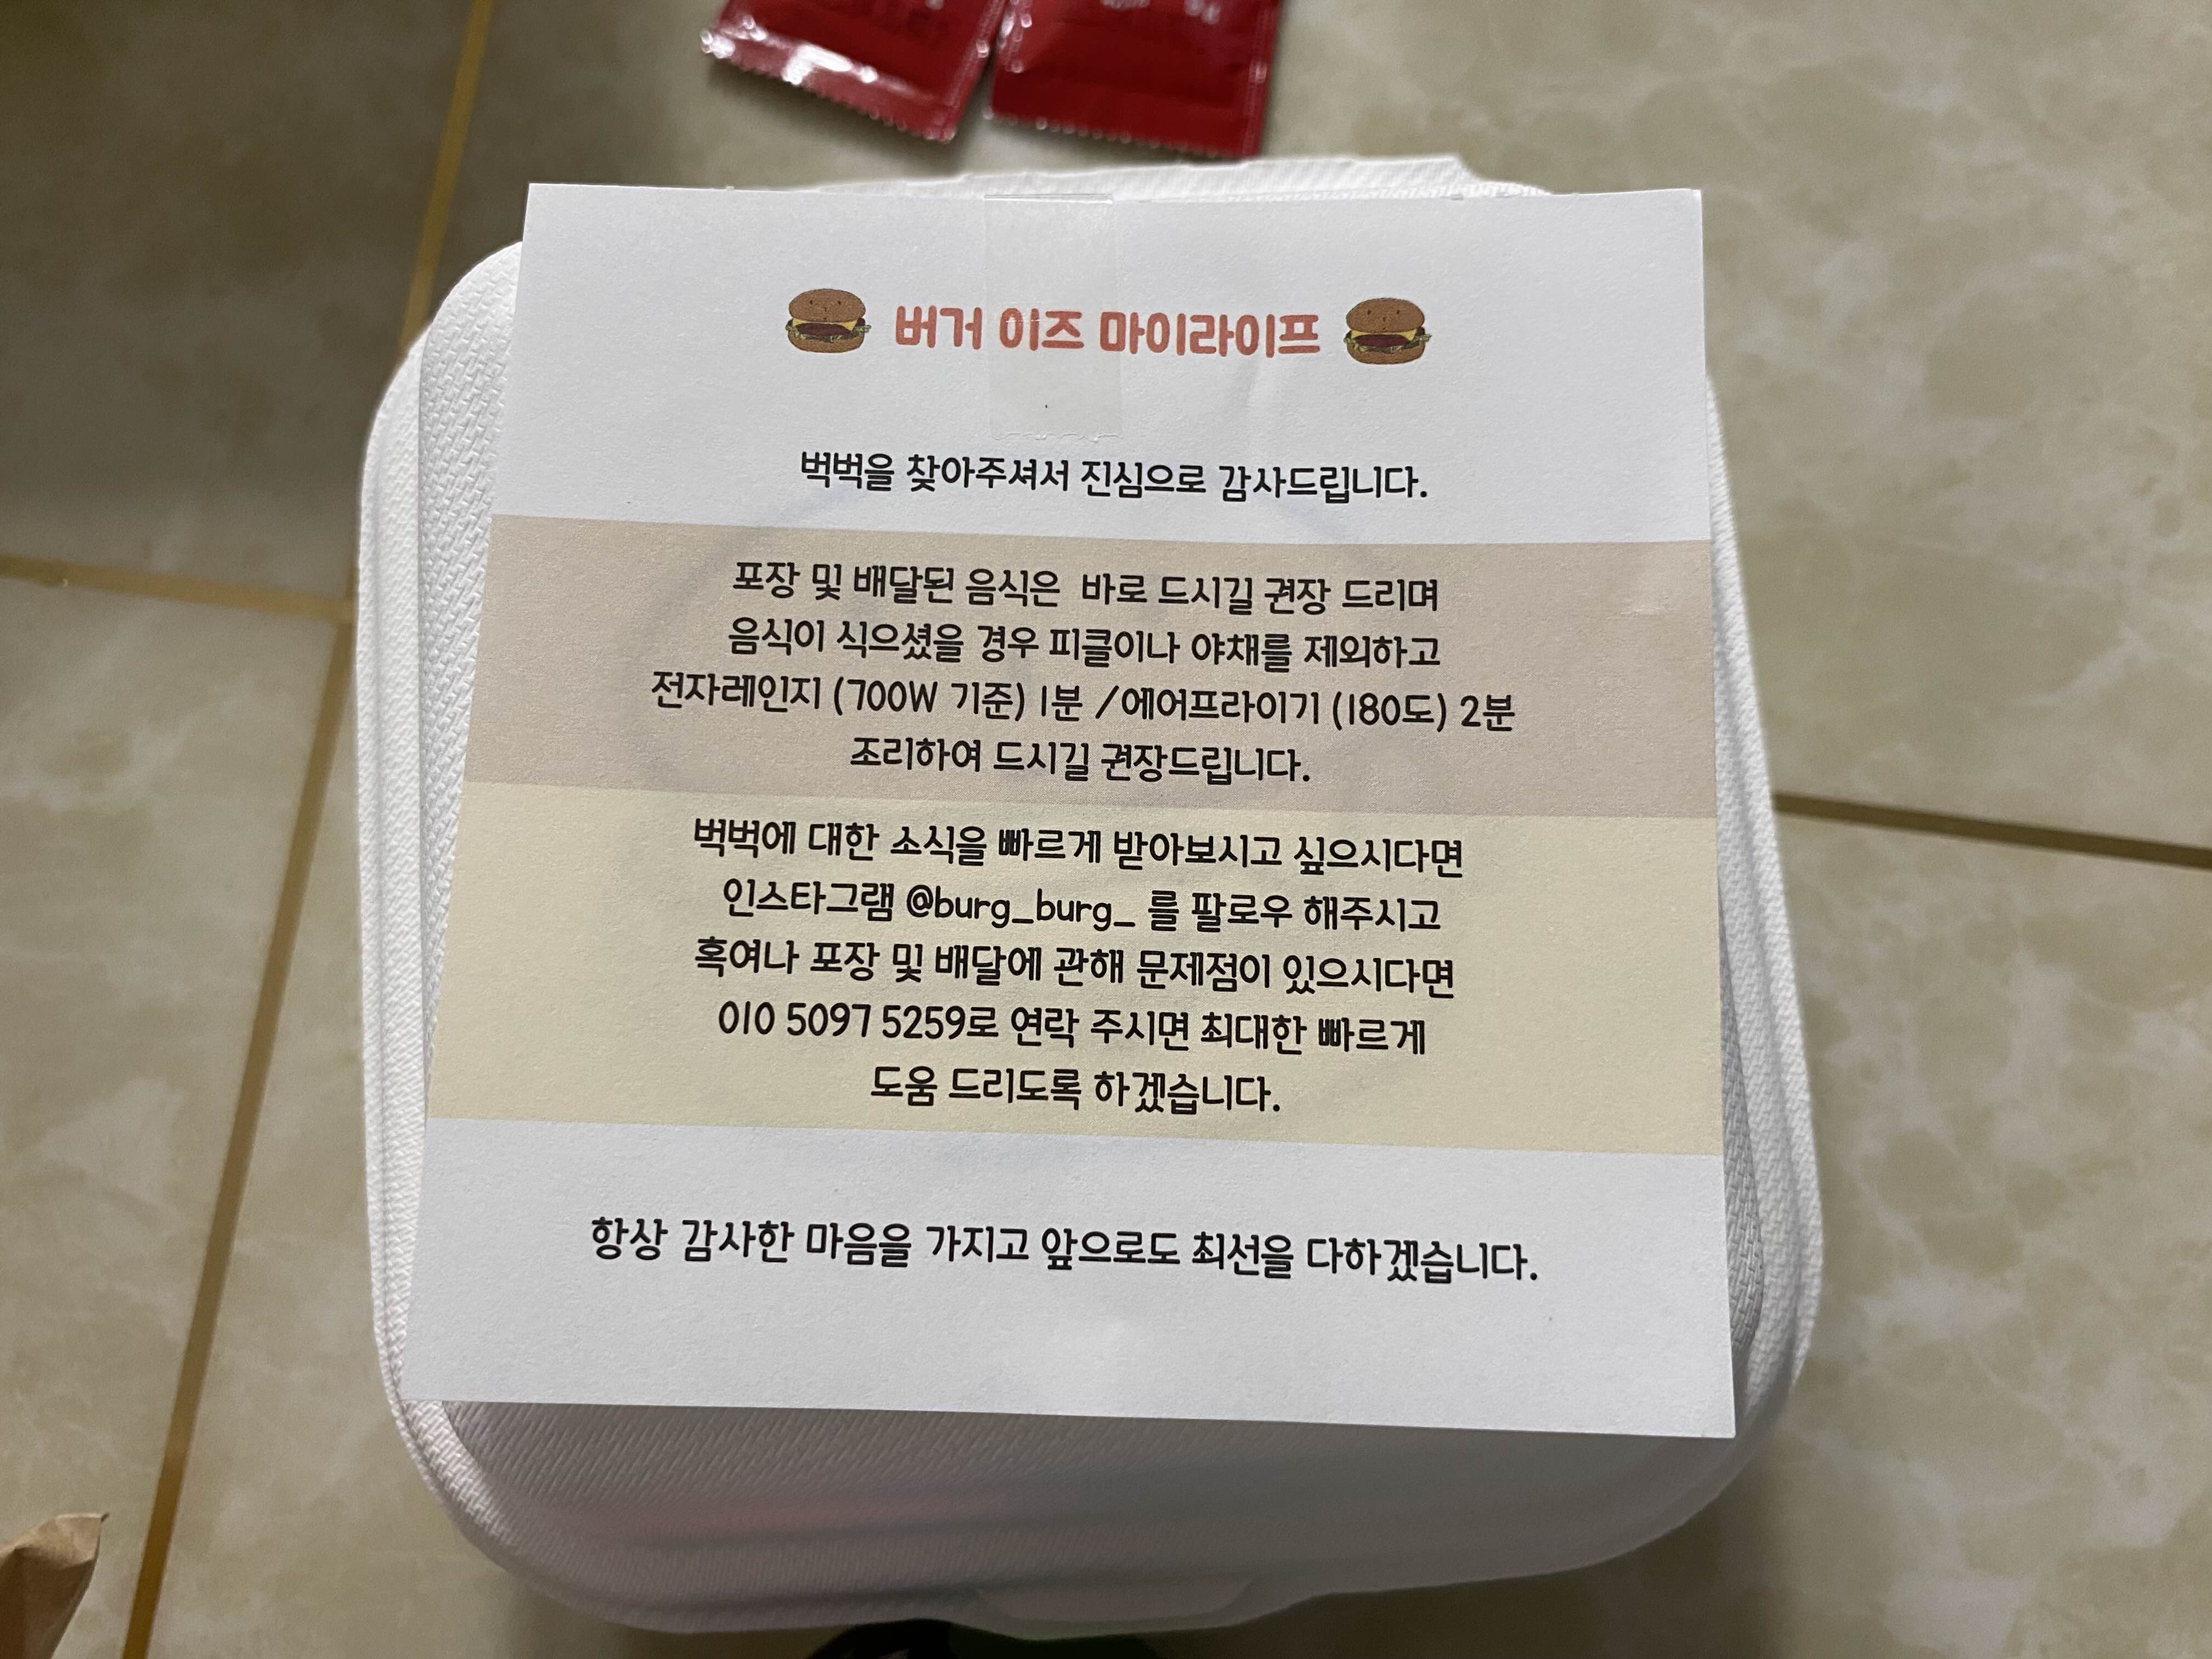 버거 이즈 마이라이프
벅벅을 찾아주셔서 진심으로 감사드립니다.
포장 및 배달된 음식은 바로 드시길 권장 드리며
음식이 식으셨을 경우 피클이나 야채를 제외하고
전자레인지 (700W 기준) 1분 /에어프라이기 (180도) 2분
조리하여 드시길 권장드립니다.
벅벅에 대한 소식을 빠르게 받아보시고 싶으시다면
인스타그램 @burg_burg_ 를 팔로우 해주시고
혹여나 포장 및 배달에 관해 문제점이 있으시다면
010 5097 5259로 연락 주시면 최대한 빠르게
도움 드리도록 하겠습니다.
항상 감사한 마음을 가지고 앞으로도 최선을 다하겠습니다.